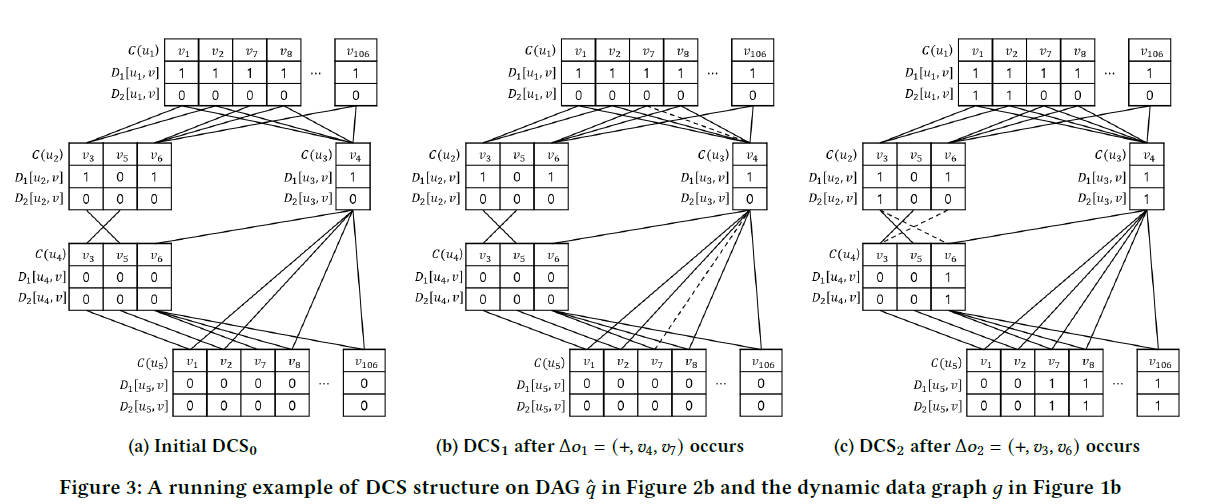 C(u₁) v₁ v₂ v₇ v₈ v₁₀₆
D₁[u₁, v] 1 1 1 1 ... 1
D₂[u₁, v] 0 0 0 0 0
C(u₂) v₃ v₅ v₆ C(u₃) v₄
D₁[u₂, v] 1 0 1 D₁[u₃, v] 1
D₂[u₂, v] 0 0 0 D₂[u₃, v] 0
C(u₄) v₃ v₅ v₆
D₁[u₄, v] 0 0 0
D₂[u₄, v] 0 0 0
C(u₅) v₁ v₂ v₇ v₈ v₁₀₆
D₁[u₅, v] 0 0 0 0 ... 0
D₂[u₅, v] 0 0 0 0 0
(a) Initial DCS₀
C(u₁) v₁ v₂ v₇ v₈ v₁₀₆
D₁[u₁, v] 1 1 1 1 ... 1
D₂[u₁, v] 0 0 0 0 0
C(u₂) v₃ v₅ v₆ C(u₃) v₄
D₁[u₂, v] 1 0 1 D₁[u₃, v] 1
D₂[u₂, v] 0 0 0 D₂[u₃, v] 0
C(u₄) v₃ v₅ v₆
D₁[u₄, v] 0 0 0
D₂[u₄, v] 0 0 0
C(u₅) v₁ v₂ v₇ v₈ v₁₀₆
D₁[u₅, v] 0 0 0 0 ... 0
D₂[u₅, v] 0 0 0 0 0
(b) DCS₁ after Δo₁ = (+, v₄, v₇) occurs
C(u₁) v₁ v₂ v₇ v₈ v₁₀₆
D₁[u₁, v] 1 1 1 1 ... 1
D₂[u₁, v] 1 1 0 0 0
C(u₂) v₃ v₅ v₆ C(u₃) v₄
D₁[u₂, v] 1 0 1 D₁[u₃, v] 1
D₂[u₂, v] 1 0 0 D₂[u₃, v] 1
C(u₄) v₃ v₅ v₆
D₁[u₄, v] 0 0 1
D₂[u₄, v] 0 0 1
C(u₅) v₁ v₂ v₇ v₈ v₁₀₆
D₁[u₅, v] 0 0 1 1 ... 1
D₂[u₅, v] 0 0 1 1 1
(c) DCS₂ after Δo₂ = (+, v₃, v₆) occurs
Figure 3: A running example of DCS structure on DAG q̂ in Figure 2b and the dynamic data graph g in Figure 1b